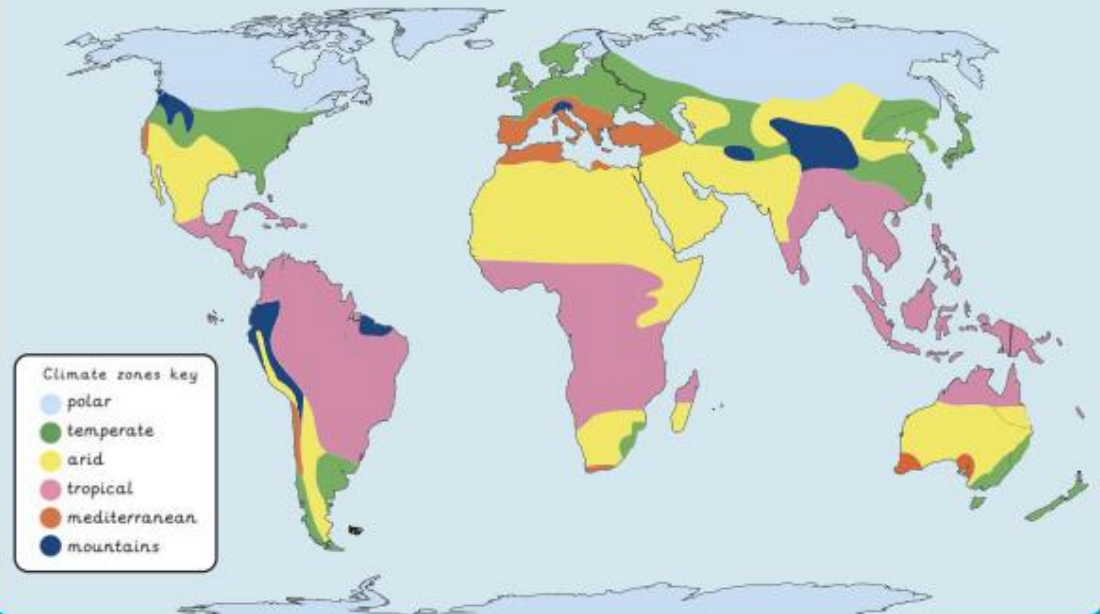 Climate zones key
polar
temperate
arid
tropical
mediterranean
mountains